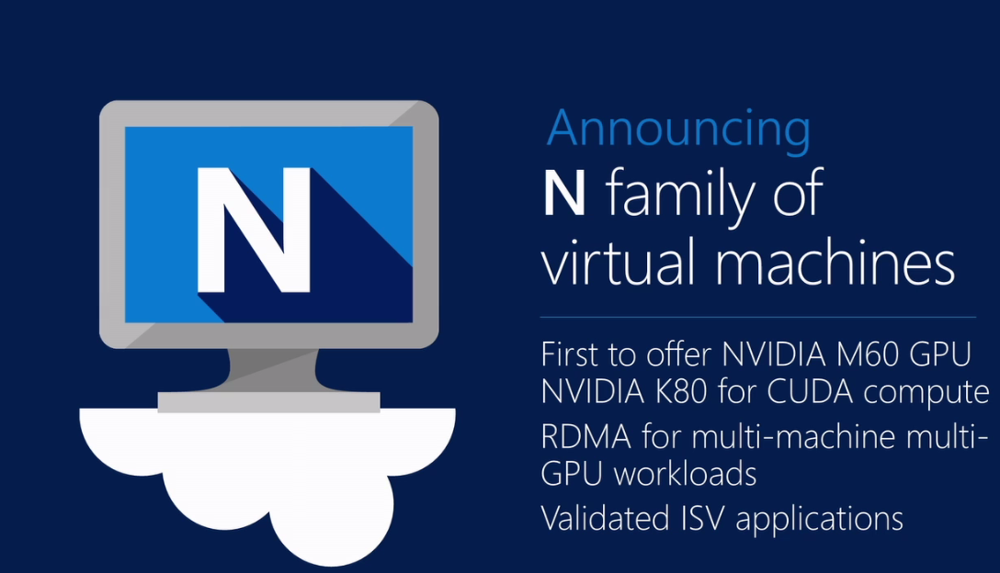 N
Announcing
N family of
virtual machines
First to offer NVIDIA M60 GPU
NVIDIA K80 for CUDA compute
RDMA for multi-machine multi-
GPU workloads
Validated ISV applications